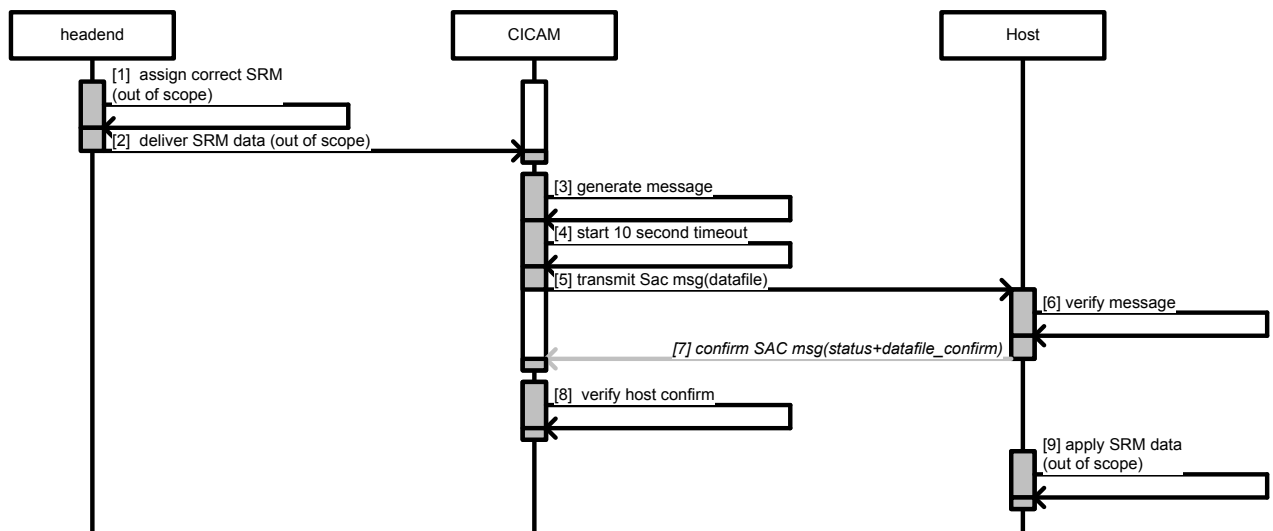 headend
CICAM
Host
[1]  assign correct SRM
(out of scope)
[2]  deliver SRM data (out of scope)
[3] generate message
[4] start 10 second timeout
[5] transmit Sac msg(datafile)
[6] verify message
[7] confirm SAC msg(status+datafile_confirm)
[8]  verify host confirm
[9] apply SRM data
(out of scope)